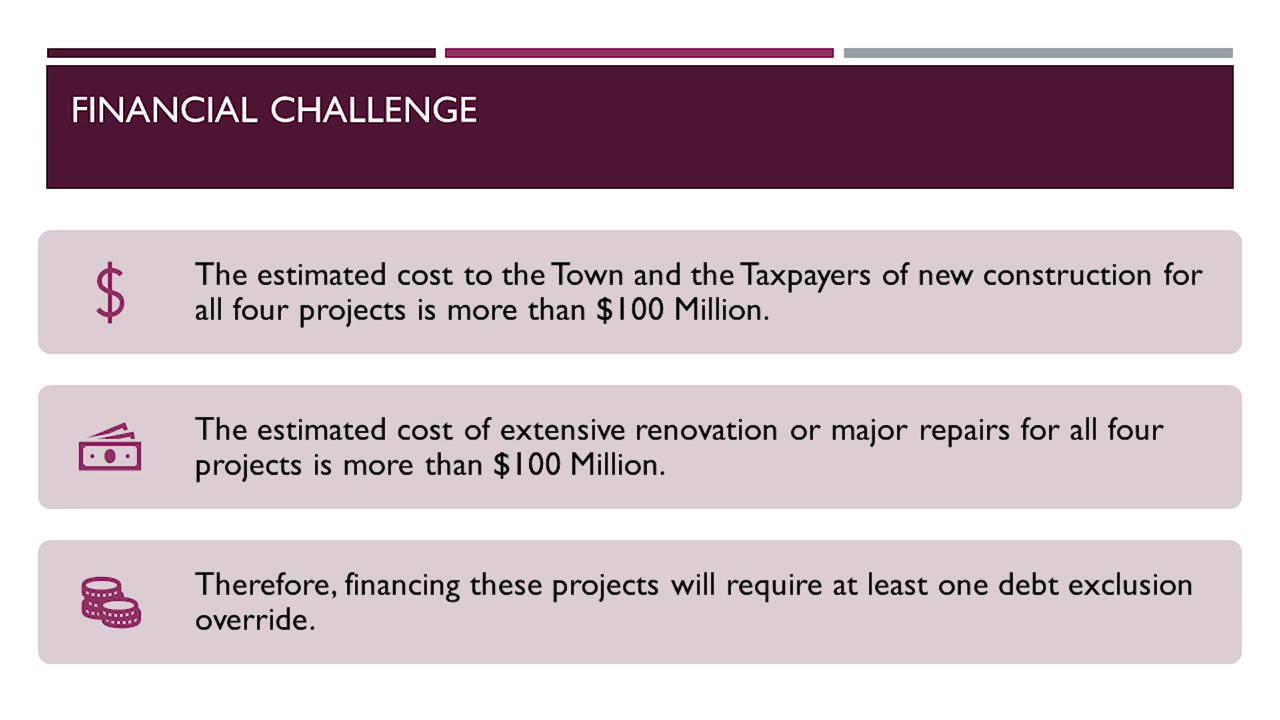 FINANCIAL CHALLENGE
The estimated cost to the Town and the Taxpayers of new construction for
all four projects is more than $100 Million.
The estimated cost of extensive renovation or major repairs for all four
projects is more than $100 Million.
Therefore, financing these projects will require at least one debt exclusion
override.